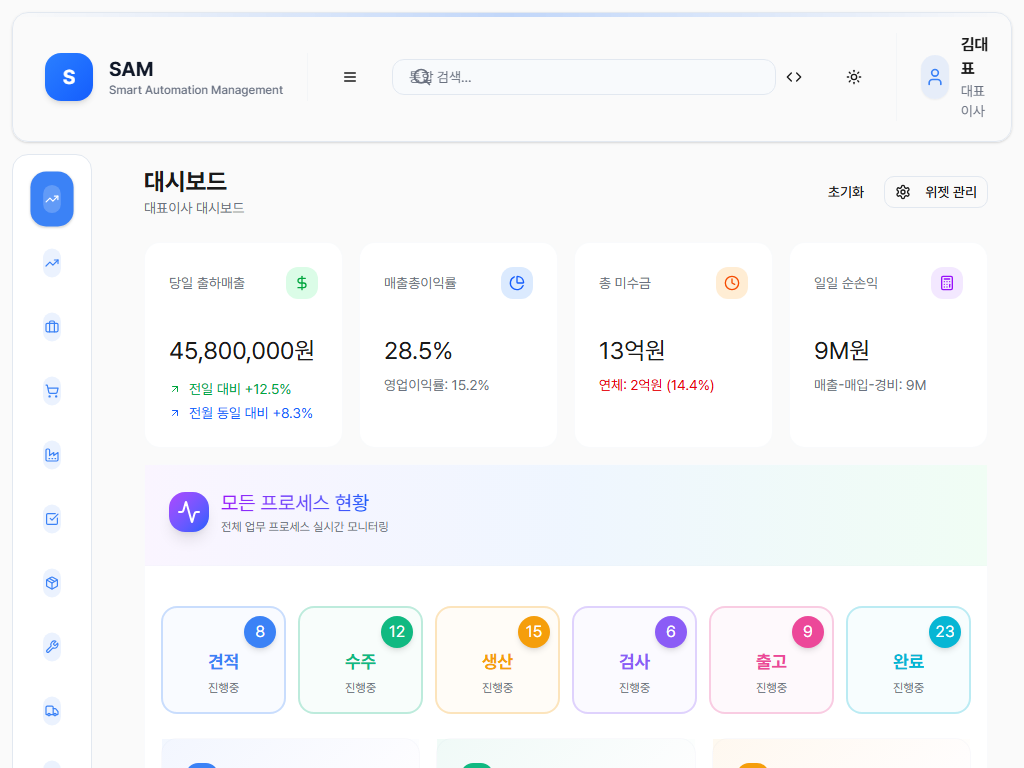 S
SAM
Smart Automation Management
통합 검색...
김대
표
대표
이사
대시보드
대표이사 대시보드
초기화
위젯 관리
당일 출하매출
45,800,000원
전일 대비 +12.5%
전월 동일 대비 +8.3%
매출총이익률
28.5%
영업이익률: 15.2%
총 미수금
13억원
연체: 2억원 (14.4%)
일일 순손익
9M원
매출-매입-경비: 9M
모든 프로세스 현황
전체 업무 프로세스 실시간 모니터링
8
견적
진행중
12
수주
진행중
15
생산
진행중
6
검사
진행중
9
출고
진행중
23
완료
진행중